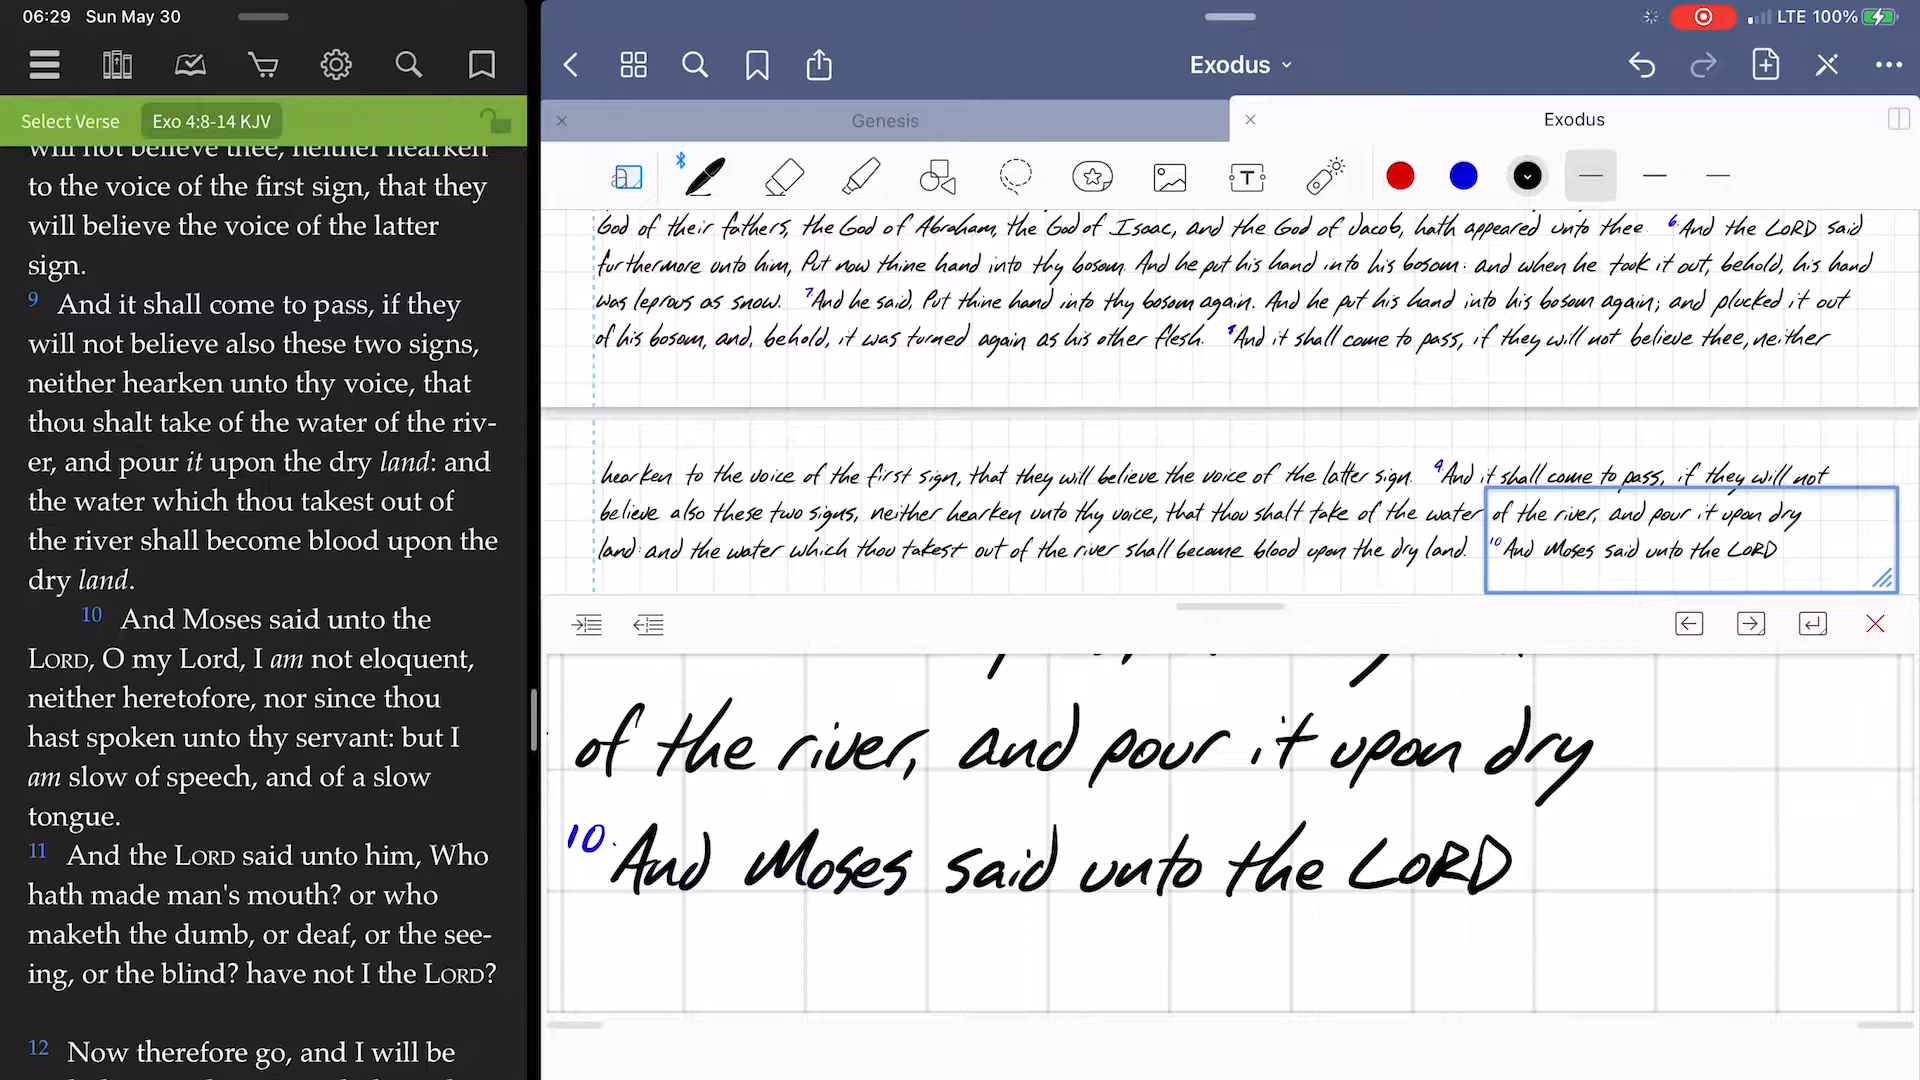 06:29 Sun May 30
LTE 100%
Select Verse Exo 4:8-14 KJV
will not believe thee, neither hearken
to the voice of the first sign, that they
will believe the voice of the latter
sign.
9 And it shall come to pass, if they
will not believe also these two signs,
neither hearken unto thy voice, that
thou shalt take of the water of the riv-
er, and pour it upon the dry land: and
the water which thou takest out of
the river shall become blood upon the
dry land.
10 And Moses said unto the
LORD, O my Lord, I am not eloquent,
neither heretofore, nor since thou
hast spoken unto thy servant: but I
am slow of speech, and of a slow
tongue.
11 And the LORD said unto him, Who
hath made man's mouth? or who
maketh the dumb, or deaf, or the see-
ing, or the blind? have not I the LORD?
12 Now therefore go, and I will be
Exodus
Genesis
Exodus
T
God of their fathers, the God of Abraham, the God of Isaac, and the God of Jacob, hath appeared unto thee. 6. And the LORD said
furthermore unto him, Put now thine hand into thy bosom. And he put his hand into his bosom: and when he took it out, behold, his hand
was leprous as snow. 7 And he said, Put thine hand into thy bosom again. And he put his hand into his bosom again; and plucked it out
of his bosom, and, behold, it was turned again as his other flesh. 8 And it shall come to pass, if they will not believe thee, neither
hearken to the voice of the first sign, that they will believe the voice of the latter sign. 9. And it shall come to pass, if they will not
believe also these two signs, neither hearken unto thy voice, that thou shalt take of the water of the river, and pour it upon dry
land: and the water which thou takest out of the river shall become blood upon the dry land. 10. And Moses said unto the LORD
of the river, and pour it upon dry
10. And Moses said unto the LORD